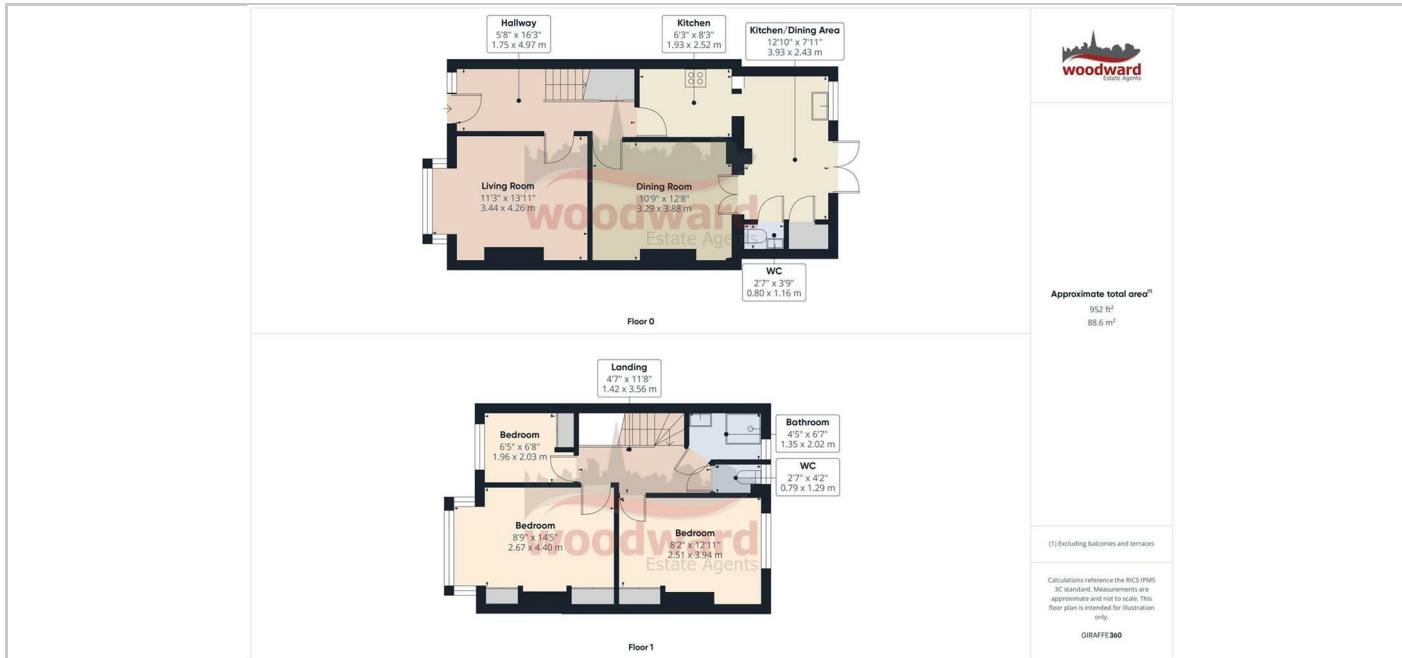 Hallway
5'8" x 16'3"
1.75 x 4.97 m
Kitchen
6'3" x 8'3"
1.93 x 2.52 m
Kitchen/Dining Area
12'10" x 7'11"
3.93 x 2.43 m
Living Room
11'3" x 13'11"
3.44 x 4.26 m
Dining Room
10'9" x 12'8"
3.29 x 3.88 m
woodward
Estate Agents
WC
2'7" x 3'9"
0.80 x 1.16 m
Floor 0
Landing
4'7" x 11'8"
1.42 x 3.56 m
Bedroom
6'5" x 6'8"
1.96 x 2.03 m
Bathroom
4'5" x 6'7"
1.35 x 2.02 m
WC
2'7" x 4'2"
0.79 x 1.29 m
Bedroom
8'9" x 14'5"
2.67 x 4.40 m
Bedroom
8'2" x 12'11"
2.51 x 3.94 m
woodward
Estate Agents
Floor 1
woodward
Estate Agents
Approximate total area(1)
952 ft²
88.6 m²
(1) Excluding balconies and terraces
Calculations reference the RICS IPMS
3C standard. Measurements are
approximate and not to scale. This
floor plan is intended for illustration
only.
GIRAFFE360